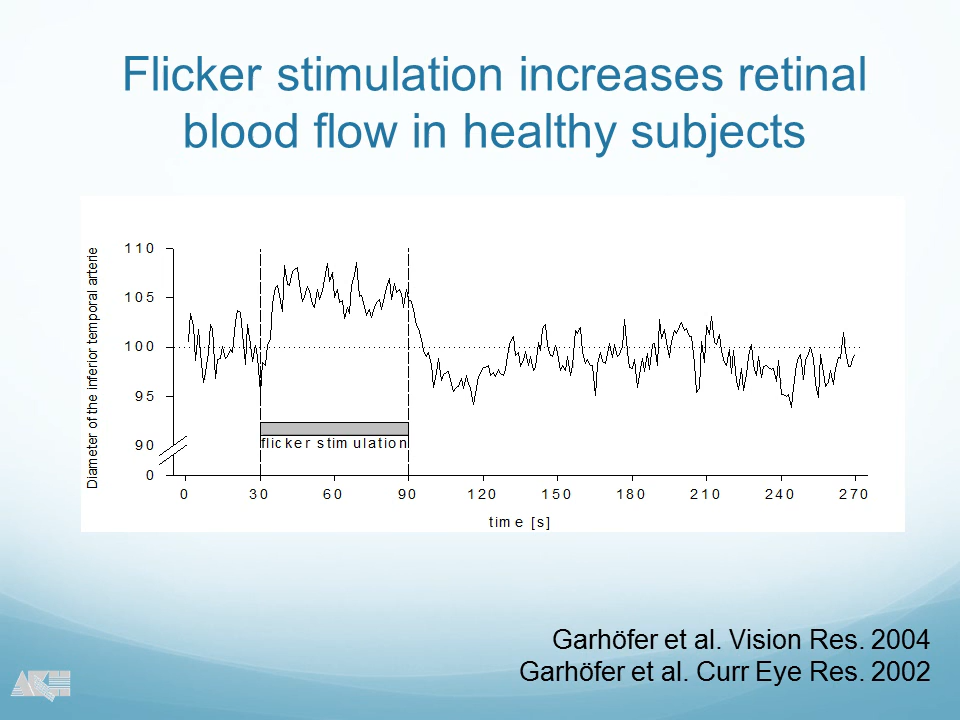 Flicker stimulation increases retinal
blood flow in healthy subjects
Diameter of the inferior temporal arterie
110
105
100
95
90
0
flicker stimulation
0 30 60 90 120 150 180 210 240 270
time [s]
Garhöfer et al. Vision Res. 2004
Garhöfer et al. Curr Eye Res. 2002
AKH